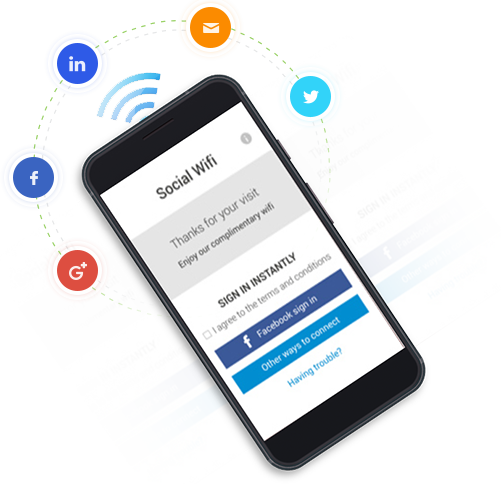 Social Wifi
Thanks for your visit
Enjoy our complimentary wifi
SIGN IN INSTANTLY
I agree to the terms and conditions
f Facebook sign in
Other ways to connect
Having trouble?
in
f
G+